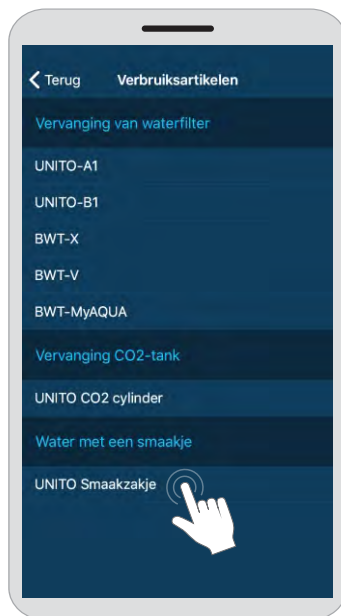 Terug Verbruiksartikelen
Vervanging van waterfilter
UNITO-A1
UNITO-B1
BWT-X
BWT-V
BWT-MyAQUA
Vervanging CO2-tank
UNITO CO2 cylinder
Water met een smaakje
UNITO Smaakzakje